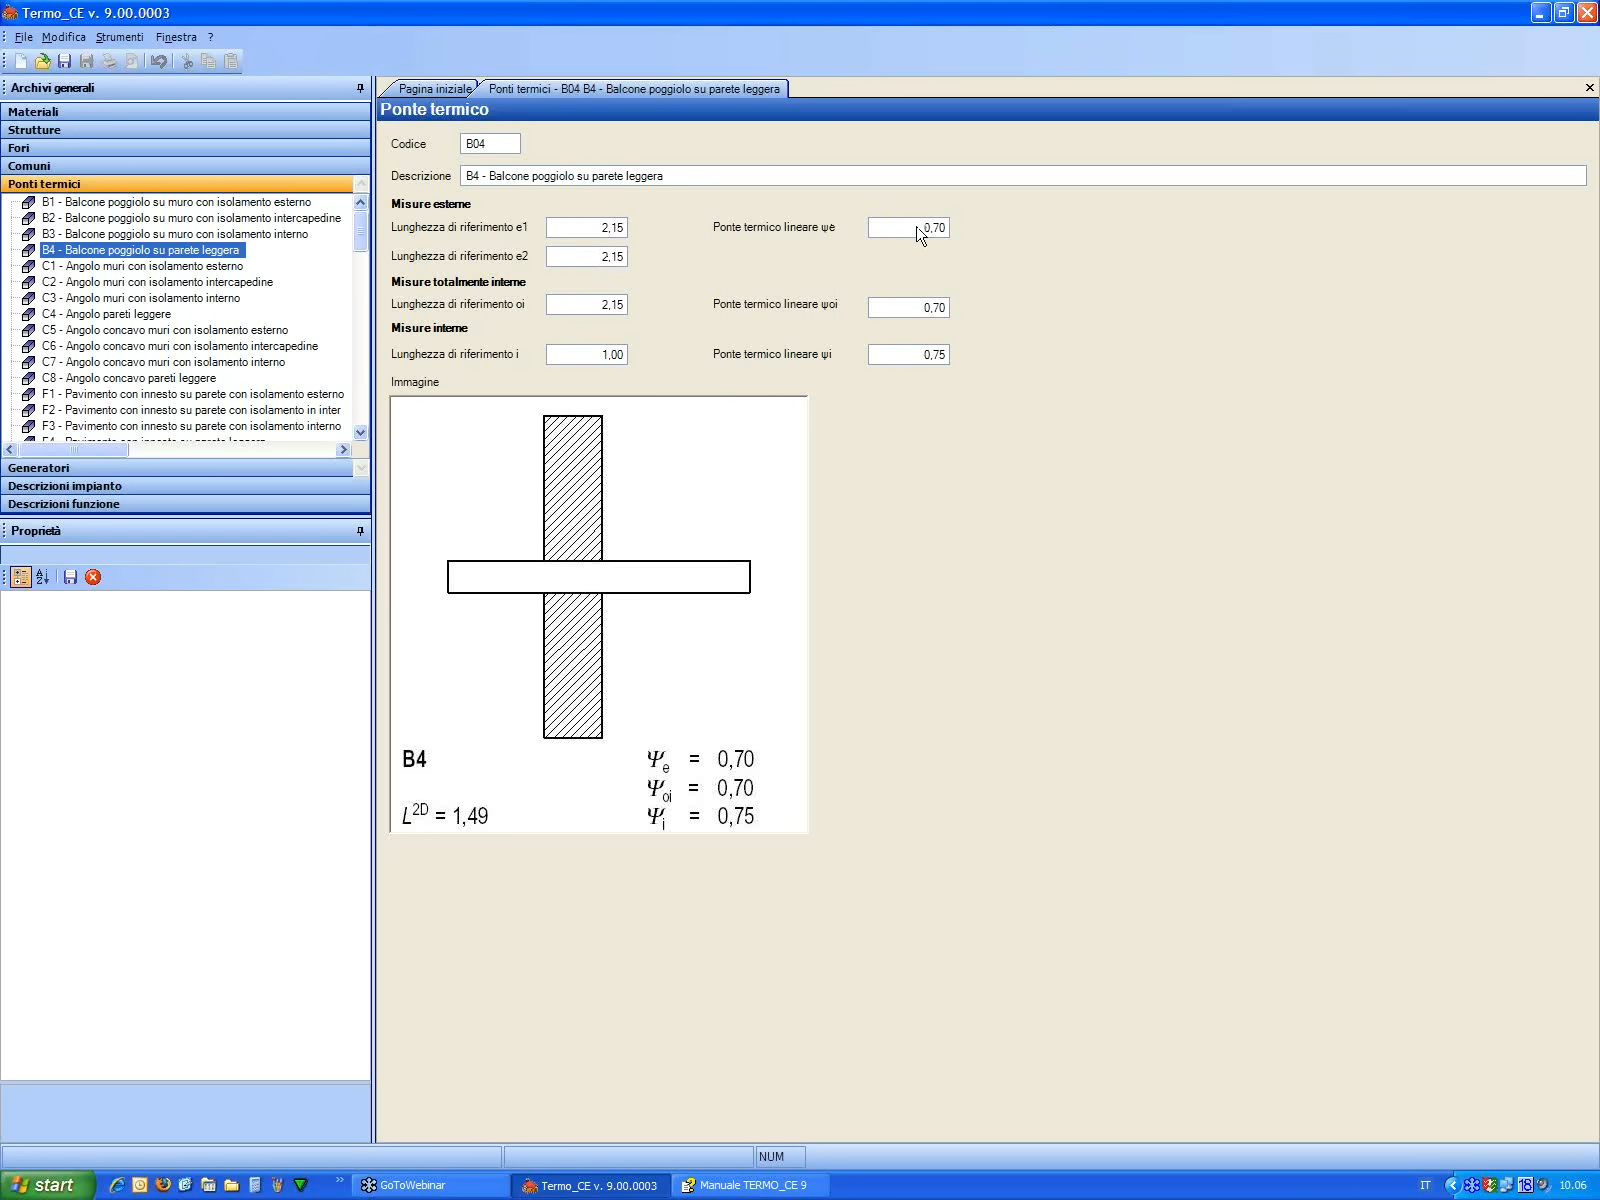 Termo_CE v. 9.00.0003
File Modifica Strumenti Finestra ?
Archivi generali
Materiali
Strutture
Fori
Comuni
Ponti termici
B1 - Balcone poggiolo su muro con isolamento esterno
B2 - Balcone poggiolo su muro con isolamento intercapedine
B3 - Balcone poggiolo su muro con isolamento interno
B4 - Balcone poggiolo su parete leggera
C1 - Angolo muri con isolamento esterno
C2 - Angolo muri con isolamento intercapedine
C3 - Angolo muri con isolamento interno
C4 - Angolo pareti leggere
C5 - Angolo concavo muri con isolamento esterno
C6 - Angolo concavo muri con isolamento intercapedine
C7 - Angolo concavo muri con isolamento interno
C8 - Angolo concavo pareti leggere
F1 - Pavimento con innesto su parete con isolamento esterno
F2 - Pavimento con innesto su parete con isolamento in inter
F3 - Pavimento con innesto su parete con isolamento interno
F4 - Pavimento con innesto su parete leggera
Generatori
Descrizioni impianto
Descrizioni funzione
Proprietà
Pagina iniziale
Ponti termici - B04 B4 - Balcone poggiolo su parete leggera
Ponte termico
Codice B04
Descrizione B4 - Balcone poggiolo su parete leggera
Misure esterne
Lunghezza di riferimento e1 2,15 Ponte termico lineare ψe 0,70
Lunghezza di riferimento e2 2,15
Misure totalmente interne
Lunghezza di riferimento oi 2,15 Ponte termico lineare ψoi 0,70
Misure interne
Lunghezza di riferimento i 1,00 Ponte termico lineare ψi 0,75
Immagine
B4 Ψe = 0,70
Ψoi = 0,70
L2D = 1,49 Ψi = 0,75
NUM
start GoToWebinar Termo_CE v. 9.00.0003 Manuale TERMO_CE 9 IT 18 10.06